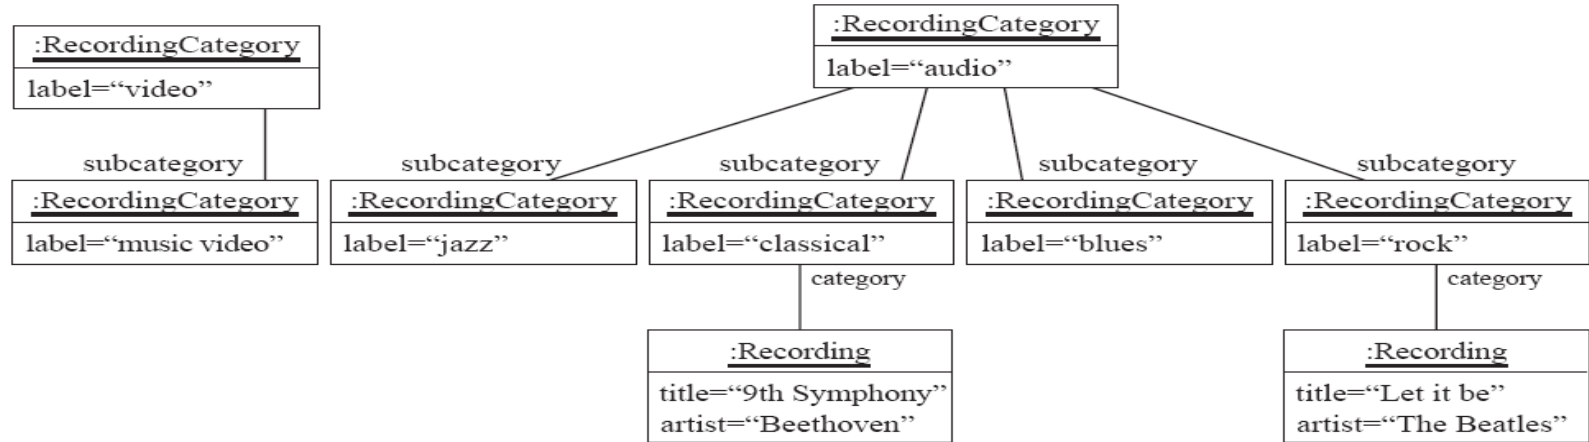 :RecordingCategory
label=“video”
:RecordingCategory
label=“audio”
subcategory
subcategory
subcategory
subcategory
subcategory
:RecordingCategory
label=“music video”
:RecordingCategory
label=“jazz”
:RecordingCategory
label=“classical”
:RecordingCategory
label=“blues”
:RecordingCategory
label=“rock”
category
category
:Recording
title=“9th Symphony”
artist=“Beethoven”
:Recording
title=“Let it be”
artist=“The Beatles”